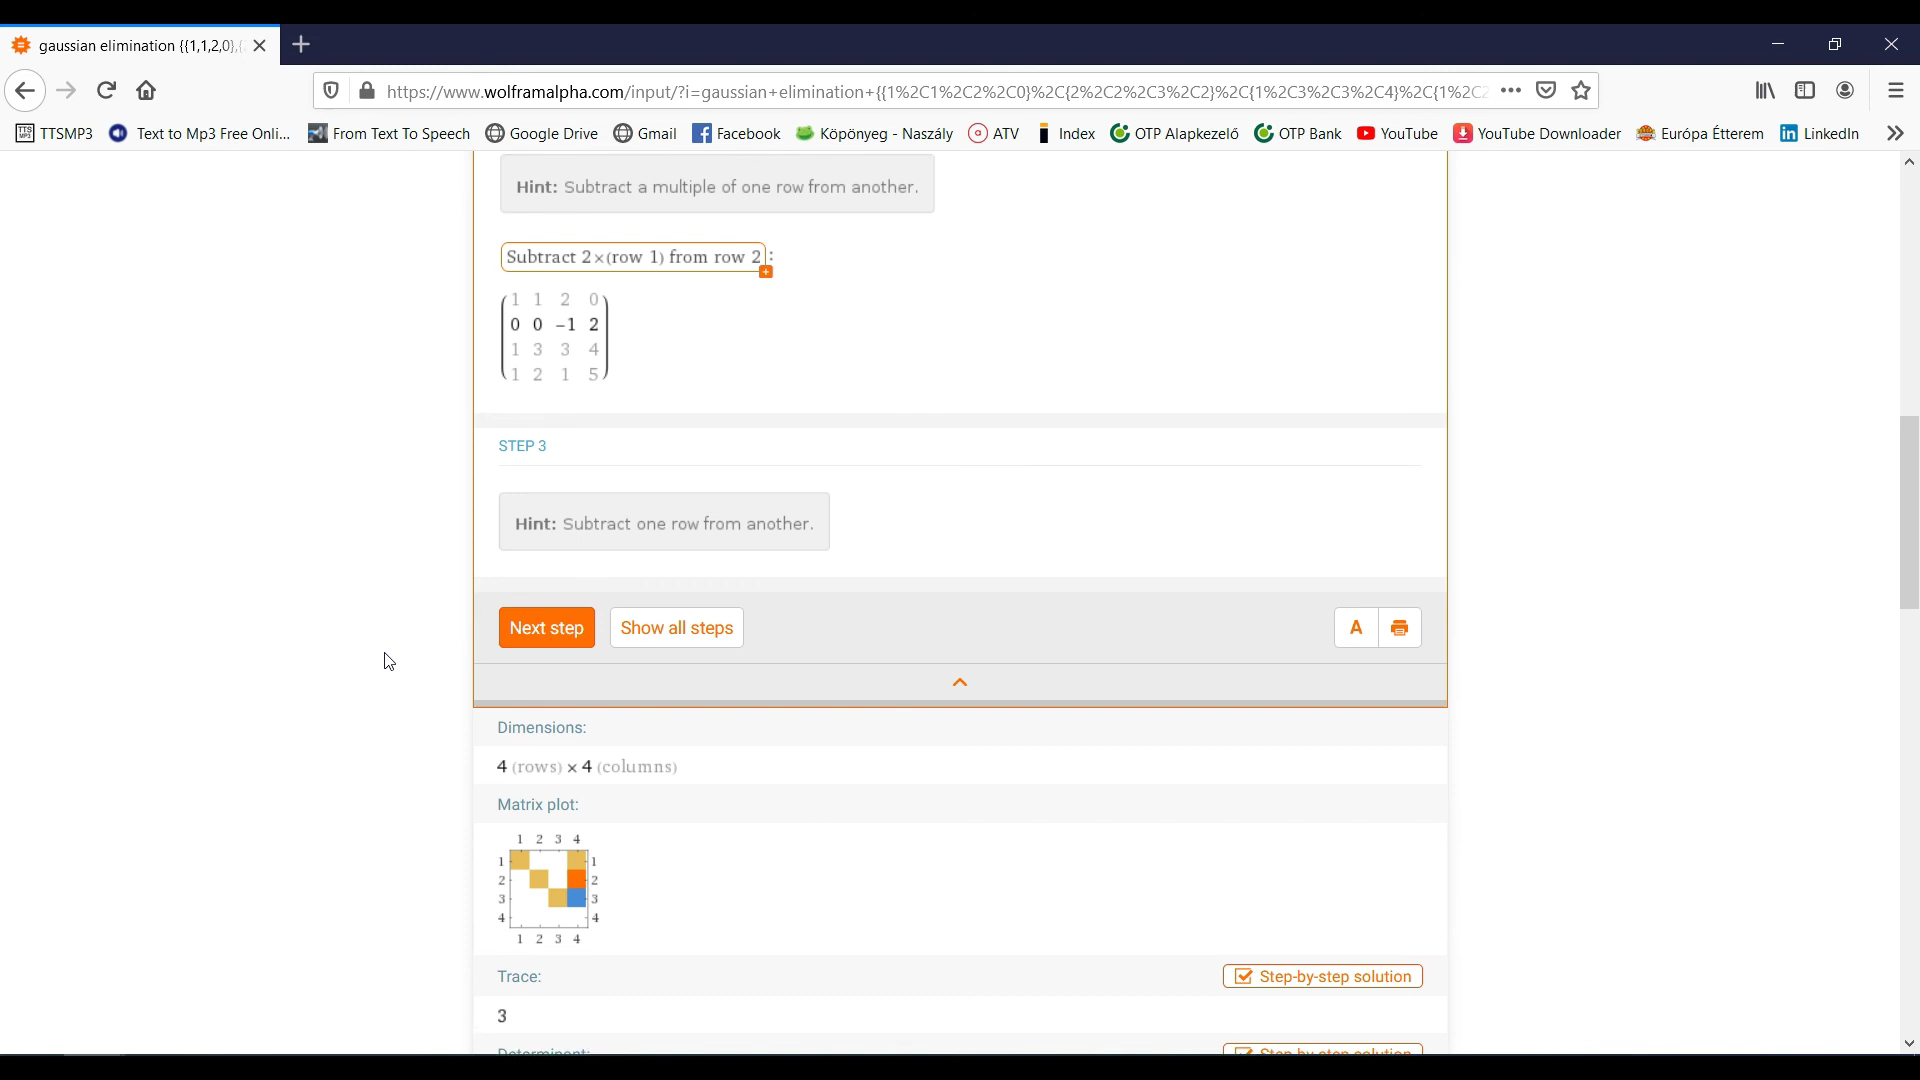 gaussian elimination {{1,1,2,0},{
https://www.wolframalpha.com/input/?i=gaussian+elimination+{{1%2C1%2C2%2C0}%2C{2%2C2%2C3%2C2}%2C{1%2C3%2C3%2C4}%2C{1%2C2
TTSMP3 Text to Mp3 Free Onli... From Text To Speech Google Drive Gmail Facebook Köpönyeg - Naszály ATV Index OTP Alapkezelő OTP Bank YouTube YouTube Downloader Európa Étterem LinkedIn
Hint: Subtract a multiple of one row from another.
Subtract 2×(row 1) from row 2 :
1 1 2 0
0 0 −1 2
1 3 3 4
1 2 1 5
STEP 3
Hint: Subtract one row from another.
Next step Show all steps A
Dimensions:
4 (rows) × 4 (columns)
Matrix plot:
1 2 3 4
1 1
2 2
3 3
4 4
1 2 3 4
Trace: Step-by-step solution
3
Determinant: Step-by-step solution